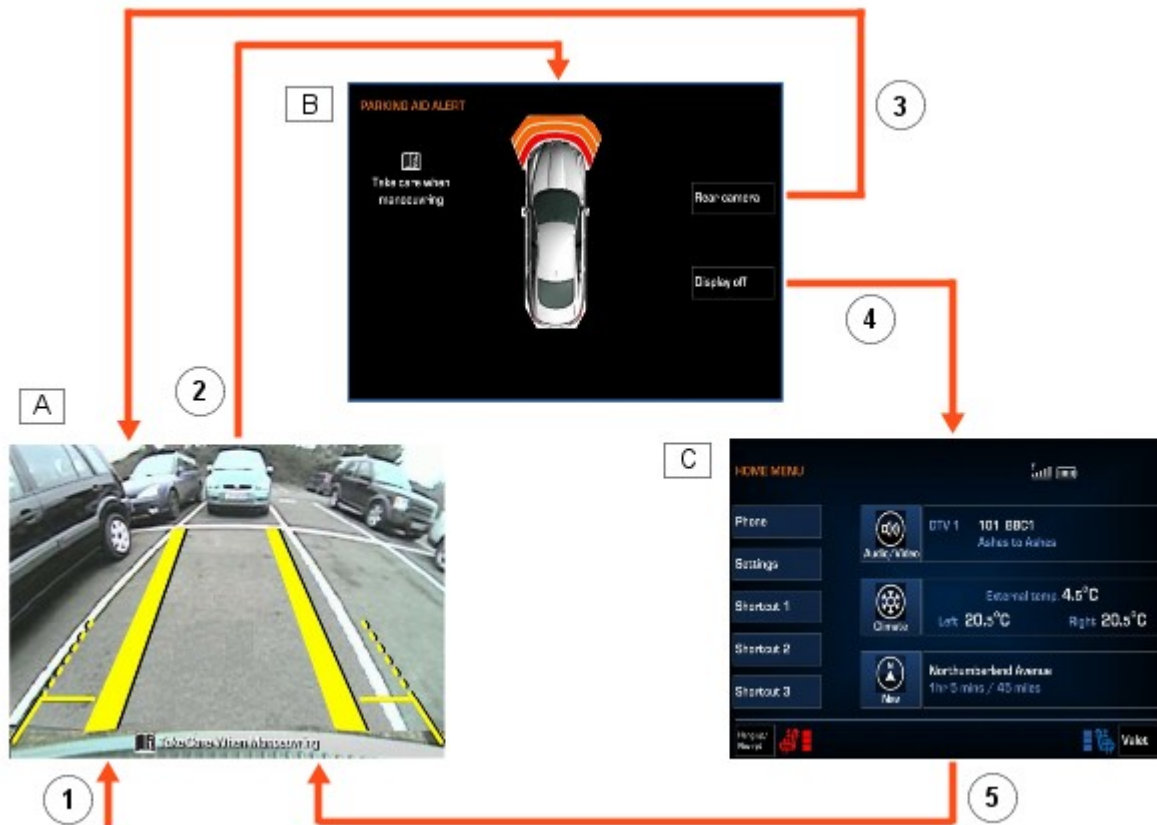 3
B
PARKING AID ALERT
Take care when
manoeuvring
Rear camera
Display off
4
2
A
C
HOME MENU
Phone
Settings
Shortcut 1
Shortcut 2
Shortcut 3
Audio/Video
DTV 1 101 BBC1
Ashes to Ashes
Climate
External temp. 4.5°C
Left 20.5°C Right 20.5°C
Nav
Northumberland Avenue
1hr 5 mins / 45 miles
Valet
Take Care When Manoeuvring
1
5